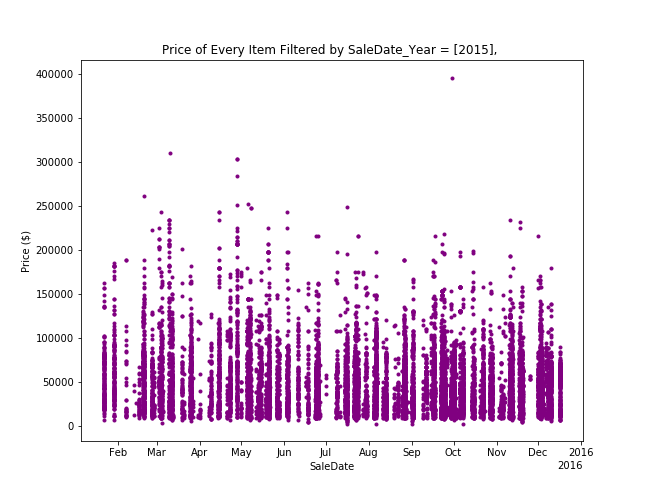 Price of Every Item Filtered by SaleDate_Year = [2015],
400000
350000
300000
250000
200000
150000
100000
50000
0
Price ($)
Feb Mar Apr May Jun Jul Aug Sep Oct Nov Dec 2016
SaleDate
2016